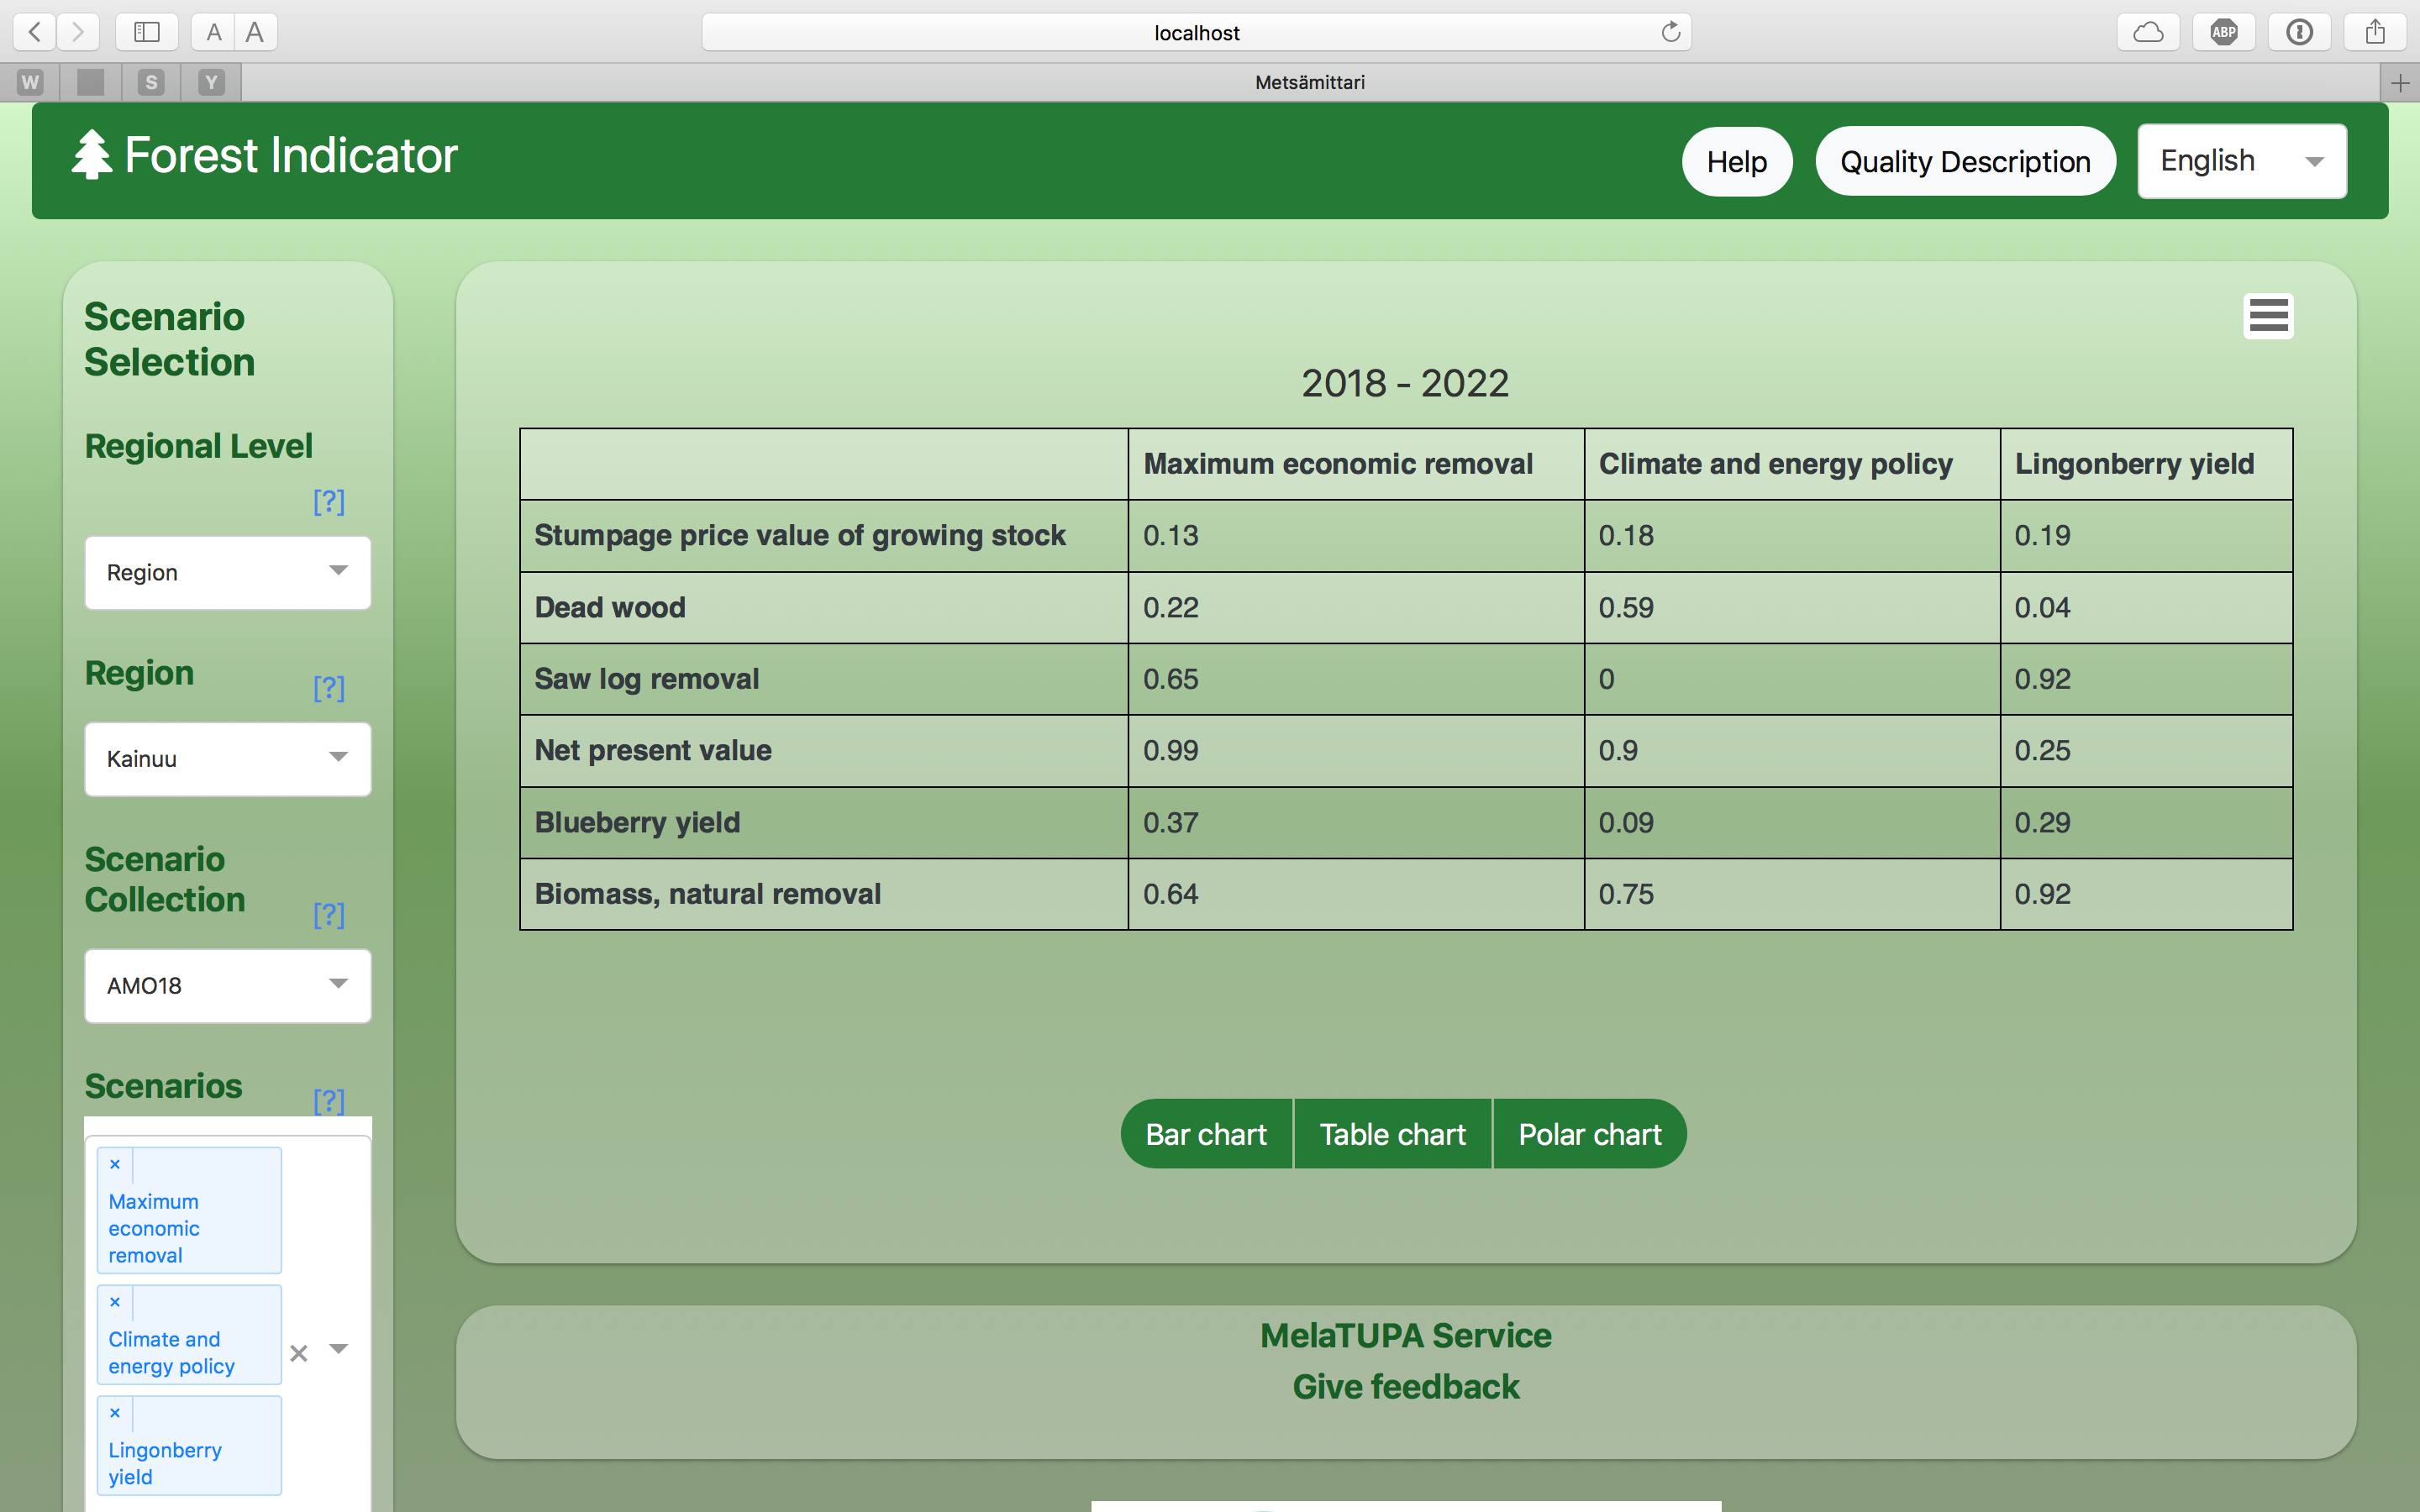 A A
localhost
ABP
W S Y
Metsämittari
Forest Indicator
Help
Quality Description
English
Scenario
Selection
Regional Level
[?]
Region
Region
[?]
Kainuu
Scenario
Collection
[?]
AMO18
Scenarios
[?]
×
Maximum
economic
removal
×
Climate and
energy policy
×
Lingonberry
yield
2018 - 2022
Maximum economic removal Climate and energy policy Lingonberry yield
Stumpage price value of growing stock 0.13 0.18 0.19
Dead wood 0.22 0.59 0.04
Saw log removal 0.65 0 0.92
Net present value 0.99 0.9 0.25
Blueberry yield 0.37 0.09 0.29
Biomass, natural removal 0.64 0.75 0.92
Bar chart Table chart Polar chart
MelaTUPA Service
Give feedback